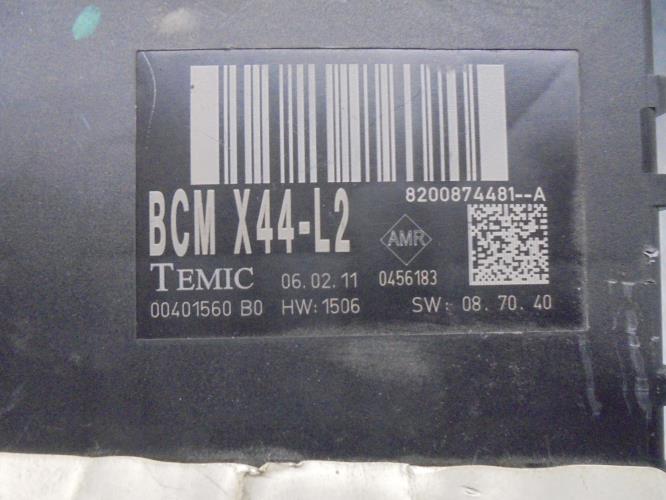 8200874481--A
BCM X44-L2
AMR
TEMIC 06.02.11 0456183
00401560 B0 HW:1506 SW: 08.70.40